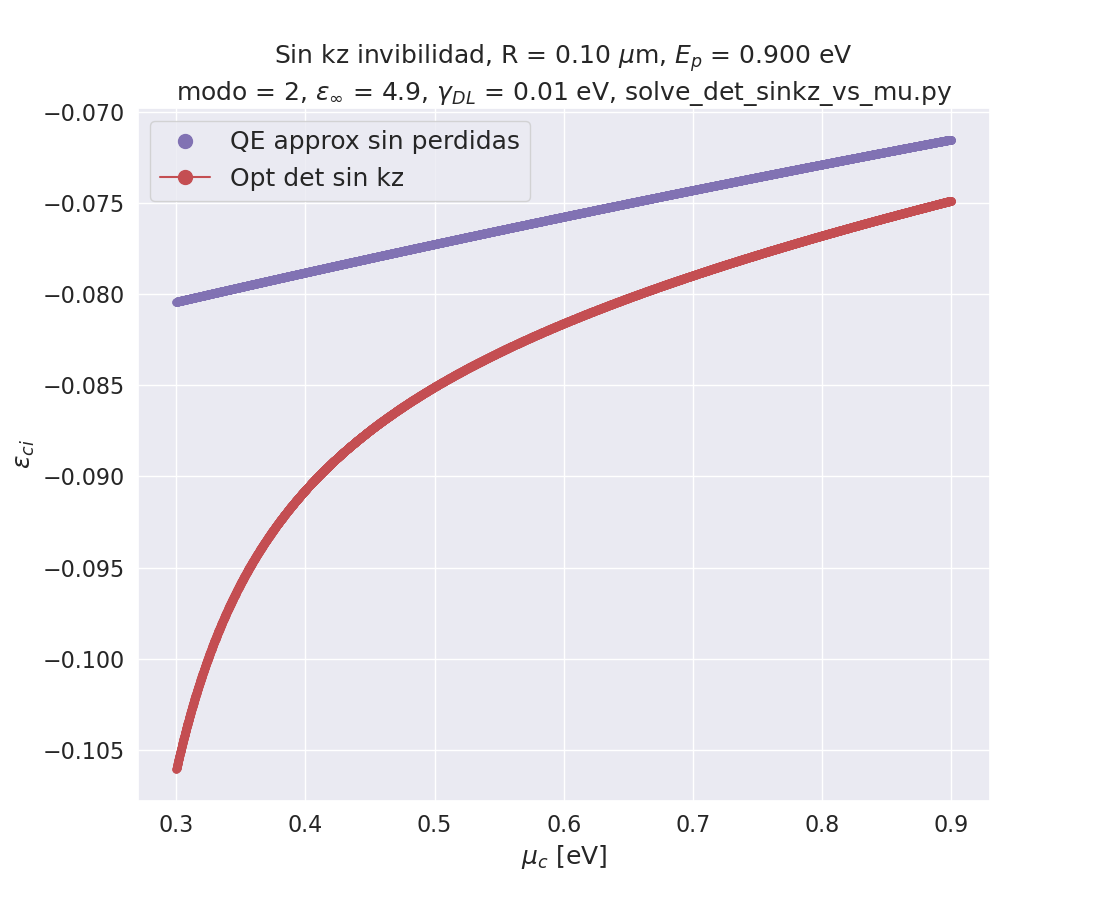 Sin kz invibilidad, R = 0.10 μm, E_p = 0.900 eV
modo = 2, ε_∞ = 4.9, γ_DL = 0.01 eV, solve_det_sinkz_vs_mu.py
QE approx sin perdidas
Opt det sin kz
−0.070
−0.075
−0.080
−0.085
−0.090
−0.095
−0.100
−0.105
ε_ci
0.3 0.4 0.5 0.6 0.7 0.8 0.9
μ_c [eV]